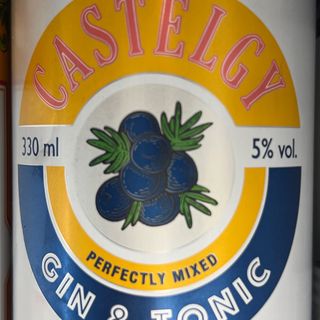 CASTELGY
330 ml
5% vol.
PERFECTLY MIXED
GIN & TONIC